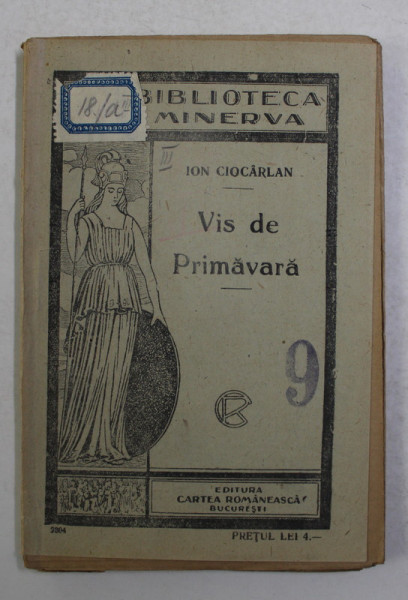 18./a
BIBLIOTECA
MINERVA
III
ION CIOCÂRLAN
Vis de
Primăvară
9
CR
EDITURA
CARTEA ROMÂNEASCĂ
BUCUREȘTI
2004
PREȚUL LEI 4.—